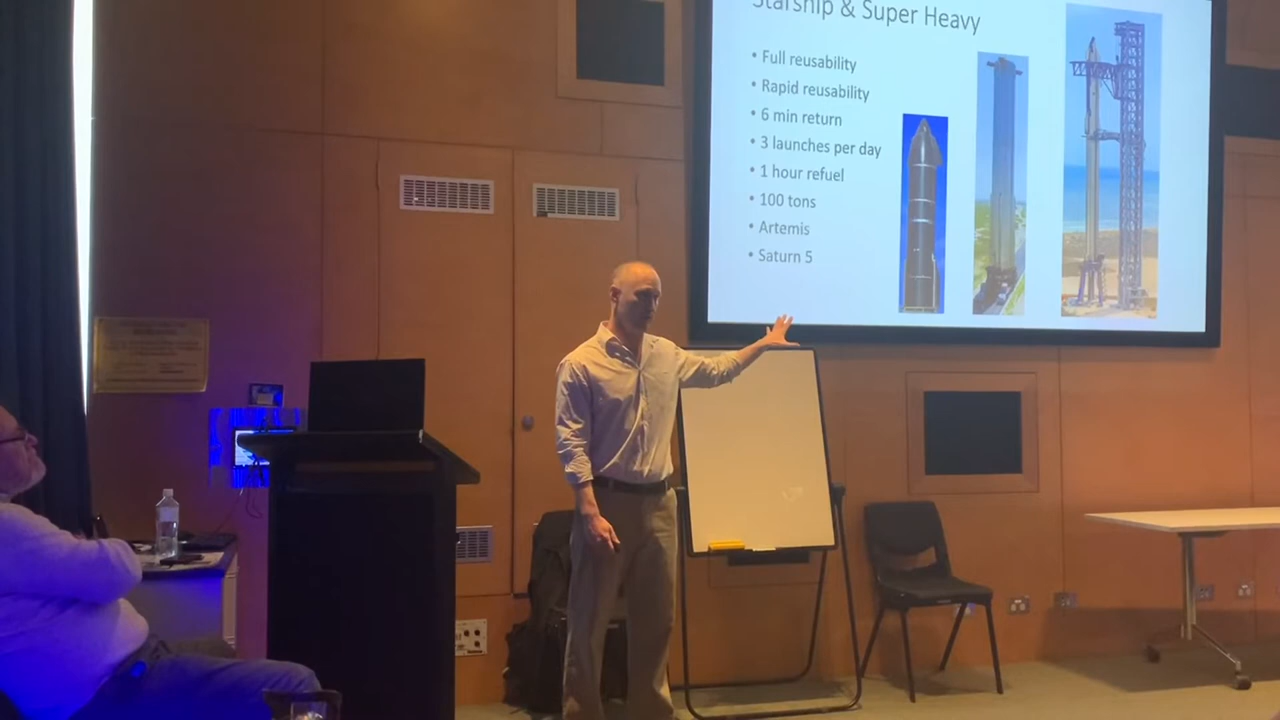 Starship & Super Heavy
• Full reusability
• Rapid reusability
• 6 min return
• 3 launches per day
• 1 hour refuel
• 100 tons
• Artemis
• Saturn 5